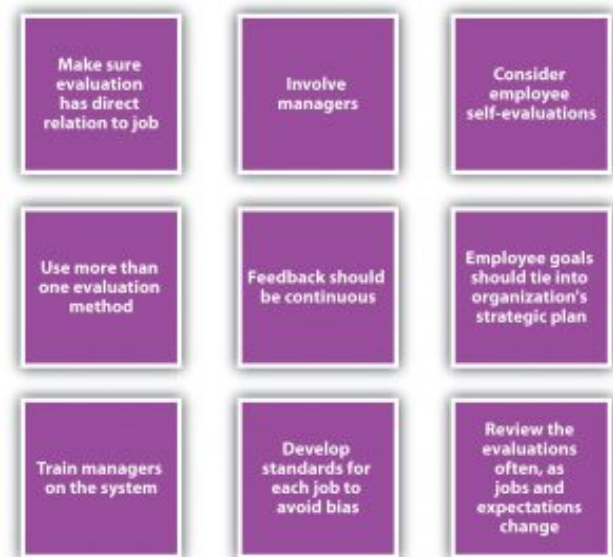 Make sure
evaluation
has direct
relation to job
Involve
managers
Consider
employee
self-evaluations
Use more than
one evaluation
method
Feedback should
be continuous
Employee goals
should tie into
organization's
strategic plan
Train managers
on the system
Develop
standards for
each job to
avoid bias
Review the
evaluations
often, as
jobs and
expectations
change